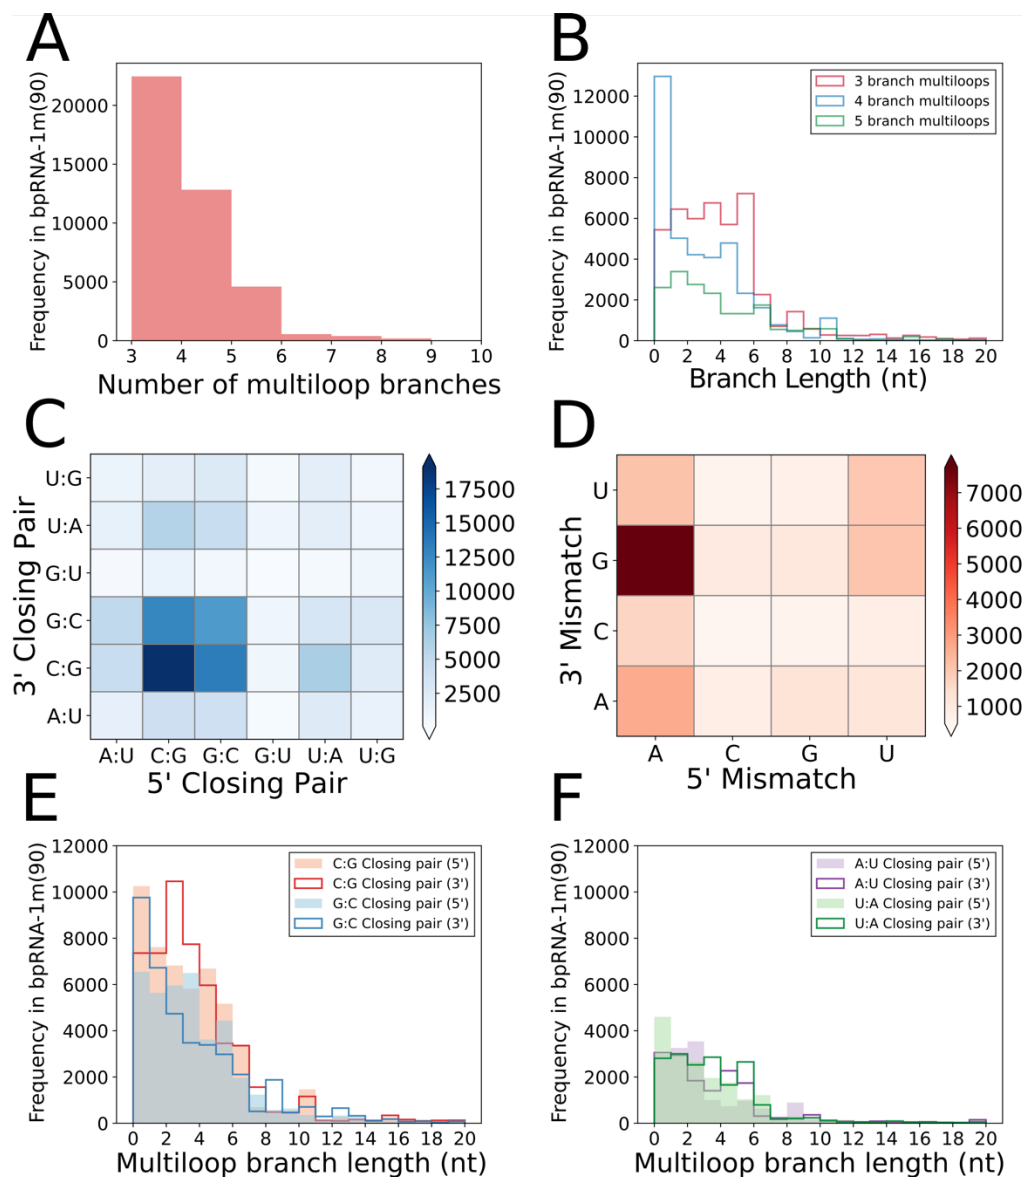 A
Frequency in bpRNA-1m(90)
20000
15000
10000
5000
0
3 4 5 6 7 8 9 10
Number of multiloop branches
B
Frequency in bpRNA-1m(90)
12000
10000
8000
6000
4000
2000
0
3 branch multiloops
4 branch multiloops
5 branch multiloops
0 2 4 6 8 10 12 14 16 18 20
Branch Length (nt)
C
3' Closing Pair
U:G
U:A
G:U
G:C
C:G
A:U
A:U C:G G:C G:U U:A U:G
5' Closing Pair
17500
15000
12500
10000
7500
5000
2500
D
3' Mismatch
U
G
C
A
A C G U
5' Mismatch
7000
6000
5000
4000
3000
2000
1000
E
Frequency in bpRNA-1m(90)
12000
10000
8000
6000
4000
2000
0
C:G Closing pair (5')
C:G Closing pair (3')
G:C Closing pair (5')
G:C Closing pair (3')
0 2 4 6 8 10 12 14 16 18 20
Multiloop branch length (nt)
F
Frequency in bpRNA-1m(90)
12000
10000
8000
6000
4000
2000
0
A:U Closing pair (5')
A:U Closing pair (3')
U:A Closing pair (5')
U:A Closing pair (3')
0 2 4 6 8 10 12 14 16 18 20
Multiloop branch length (nt)